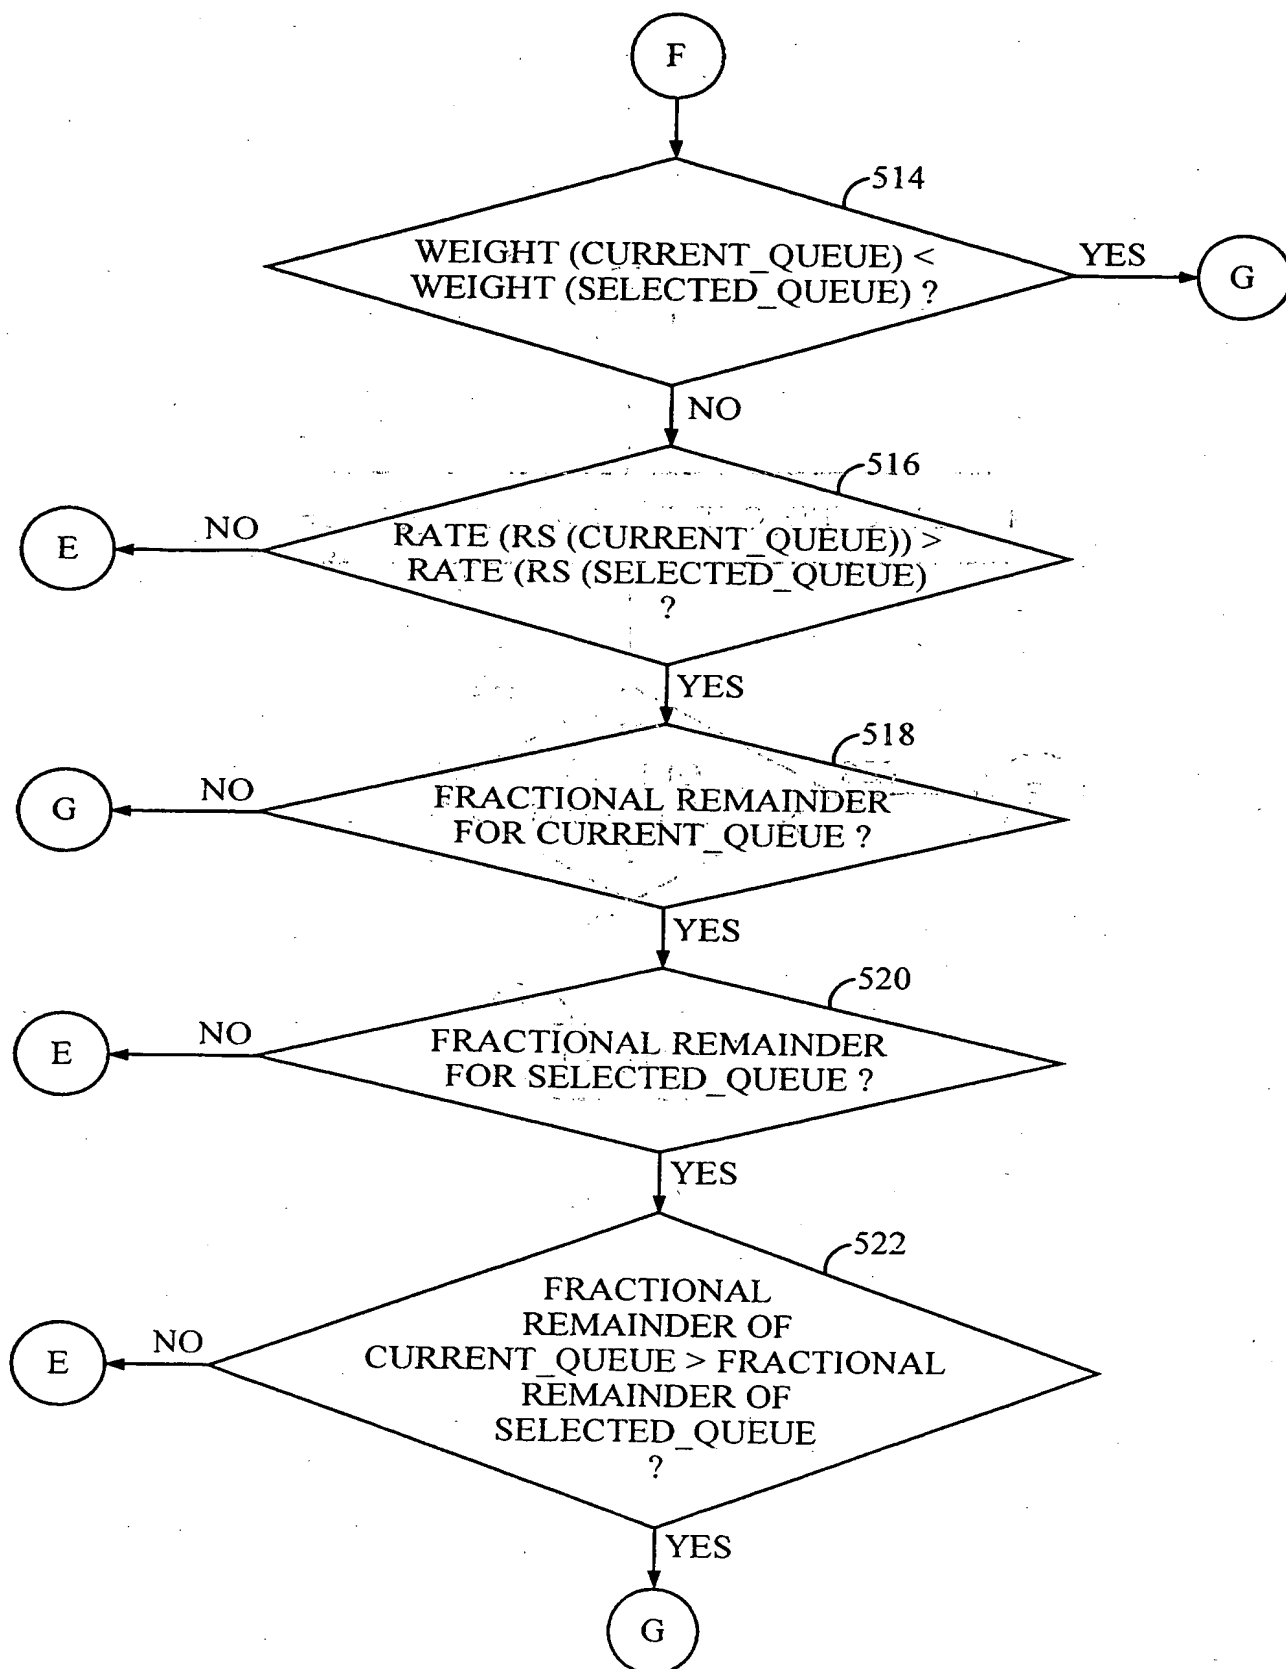 F
514
WEIGHT (CURRENT_QUEUE) <
WEIGHT (SELECTED_QUEUE) ?
YES
G
NO
516
RATE (RS (CURRENT_QUEUE)) >
RATE (RS (SELECTED_QUEUE)
?
NO
E
YES
518
FRACTIONAL REMAINDER
FOR CURRENT_QUEUE ?
NO
G
YES
520
FRACTIONAL REMAINDER
FOR SELECTED_QUEUE ?
NO
E
YES
522
FRACTIONAL
REMAINDER OF
CURRENT_QUEUE > FRACTIONAL
REMAINDER OF
SELECTED_QUEUE
?
NO
E
YES
G